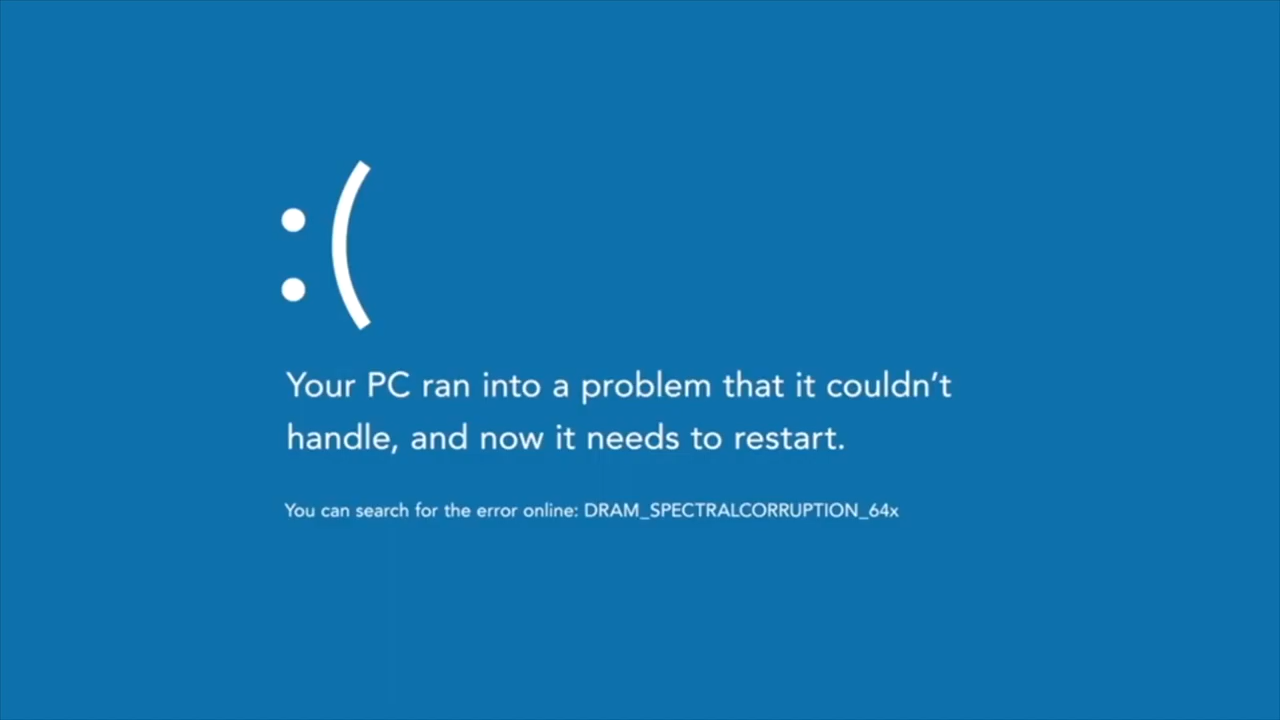 :(
Your PC ran into a problem that it couldn’t
handle, and now it needs to restart.
You can search for the error online: DRAM_SPECTRALCORRUPTION_64x